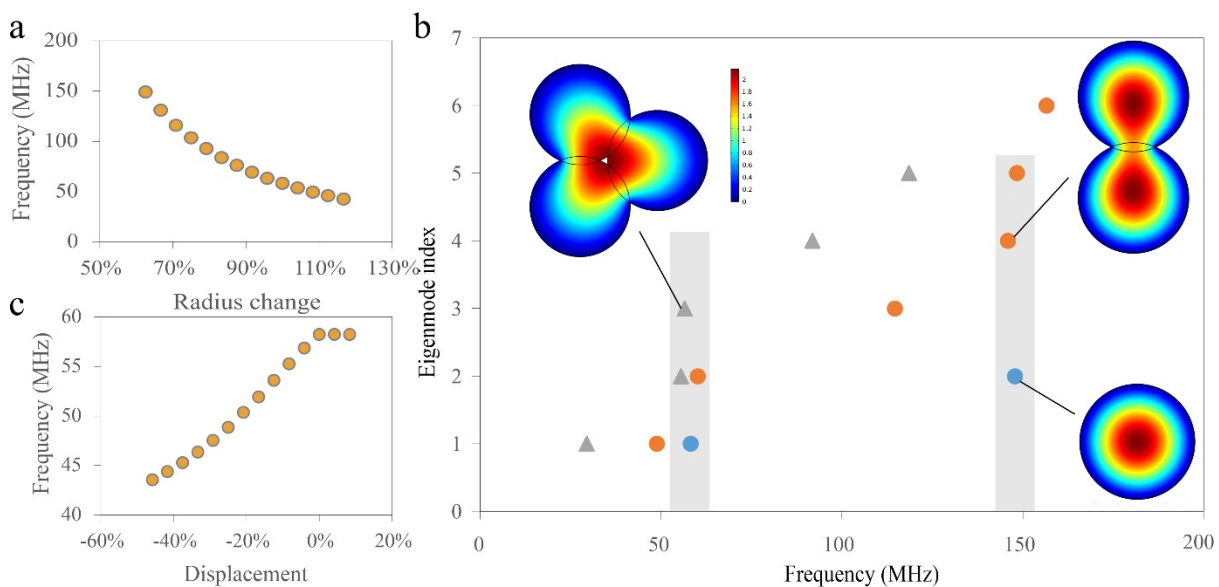 a
200
150
100
50
0
Frequency (MHz)
50% 70% 90% 110% 130%
Radius change
c
60
55
50
45
40
Frequency (MHz)
-60% -40% -20% 0% 20%
Displacement
b
7
6
5
4
3
2
1
0
Eigenmode index
2
1.8
1.6
1.4
1.2
1
0.8
0.6
0.4
0.2
0
0 50 100 150 200
Frequency (MHz)